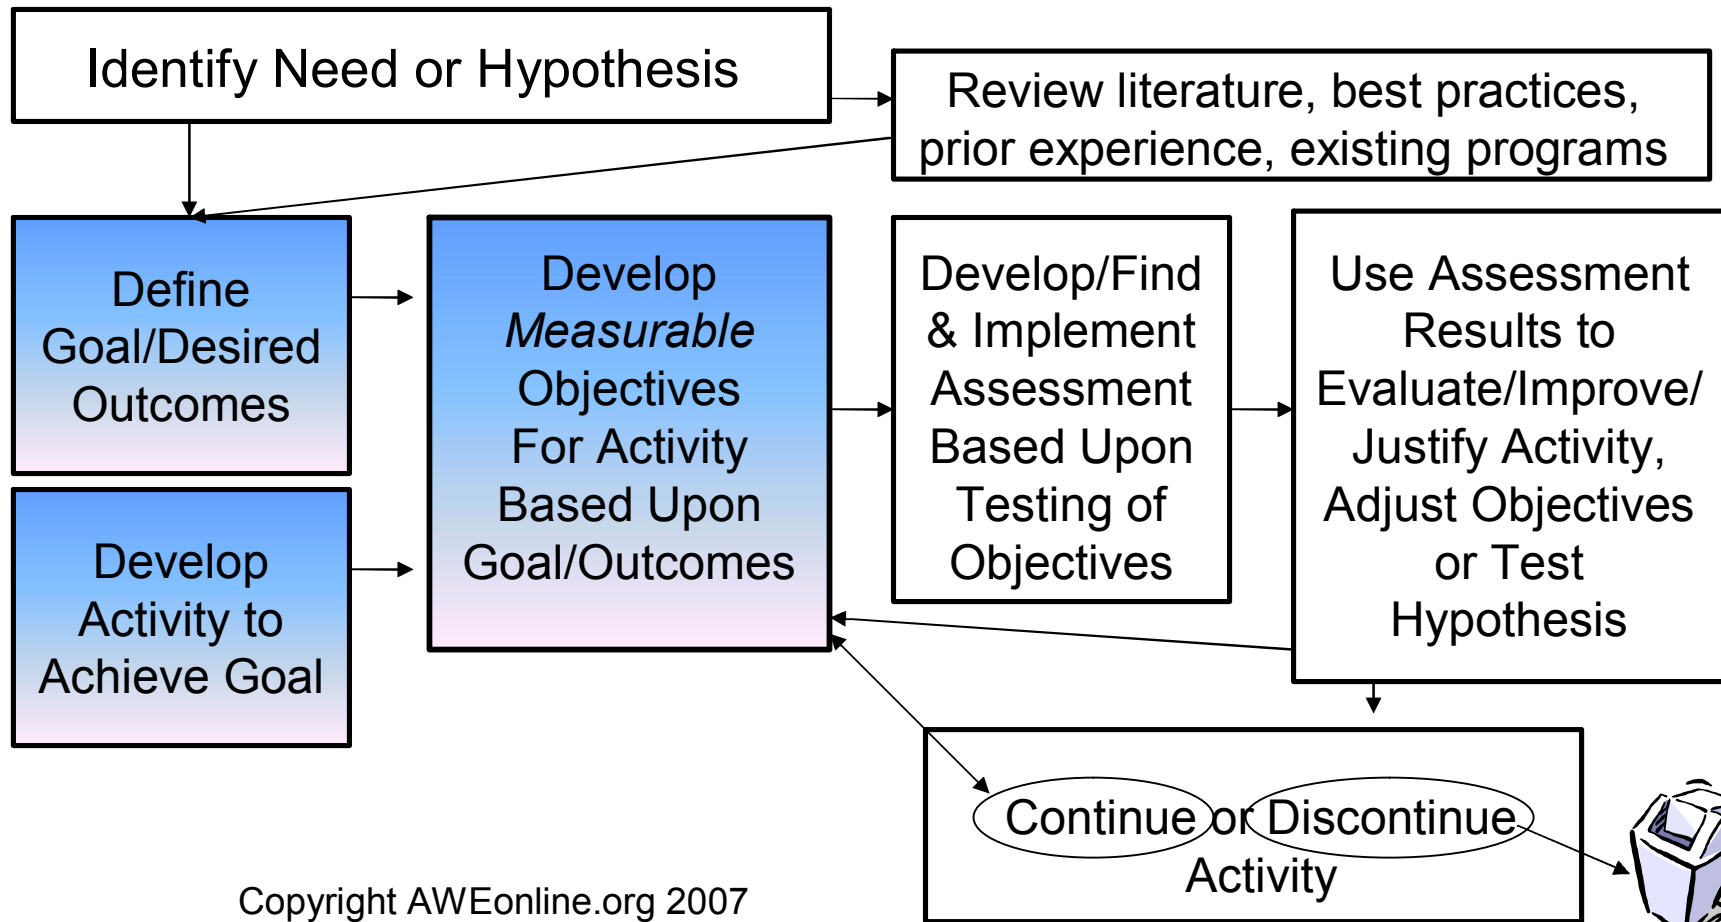 Identify Need or Hypothesis
Review literature, best practices,
prior experience, existing programs
Define
Goal/Desired
Outcomes
Develop
Activity to
Achieve Goal
Develop
Measurable
Objectives
For Activity
Based Upon
Goal/Outcomes
Develop/Find
& Implement
Assessment
Based Upon
Testing of
Objectives
Use Assessment
Results to
Evaluate/Improve/
Justify Activity,
Adjust Objectives
or Test
Hypothesis
Continue or Discontinue
Activity
Copyright AWEonline.org 2007